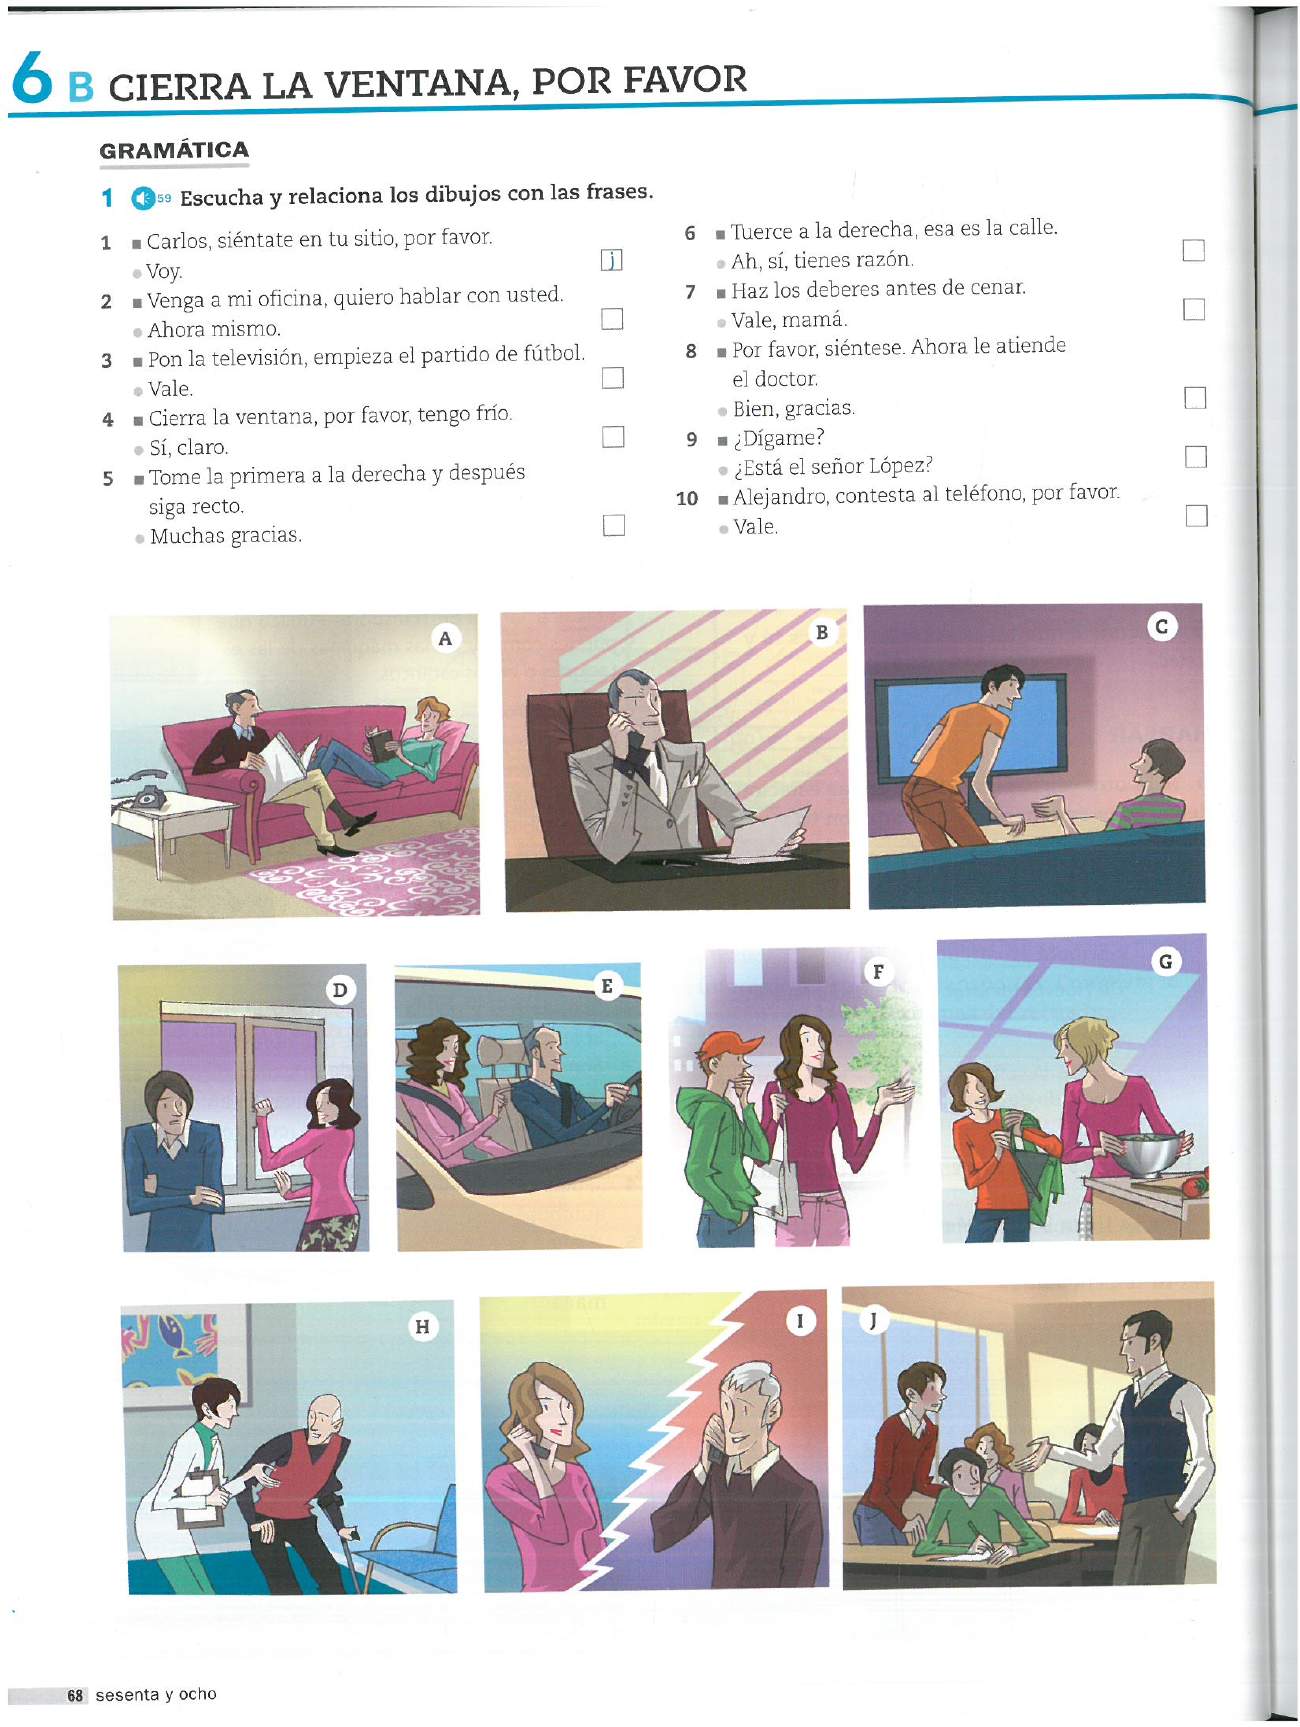 6 B CIERRA LA VENTANA, POR FAVOR
GRAMÁTICA
1 59 Escucha y relaciona los dibujos con las frases.
1 ■ Carlos, siéntate en tu sitio, por favor.
● Voy.
j
2 ■ Venga a mi oficina, quiero hablar con usted.
● Ahora mismo.
3 ■ Pon la televisión, empieza el partido de fútbol.
● Vale.
4 ■ Cierra la ventana, por favor, tengo frío.
● Sí, claro.
5 ■ Tome la primera a la derecha y después
siga recto.
● Muchas gracias.
6 ■ Tuerce a la derecha, esa es la calle.
● Ah, sí, tienes razón.
7 ■ Haz los deberes antes de cenar.
● Vale, mamá.
8 ■ Por favor, siéntese. Ahora le atiende
el doctor.
● Bien, gracias.
9 ■ ¿Dígame?
● ¿Está el señor López?
10 ■ Alejandro, contesta al teléfono, por favor.
● Vale.
A
B
C
D
E
F
G
H
I
J
68 sesenta y ocho